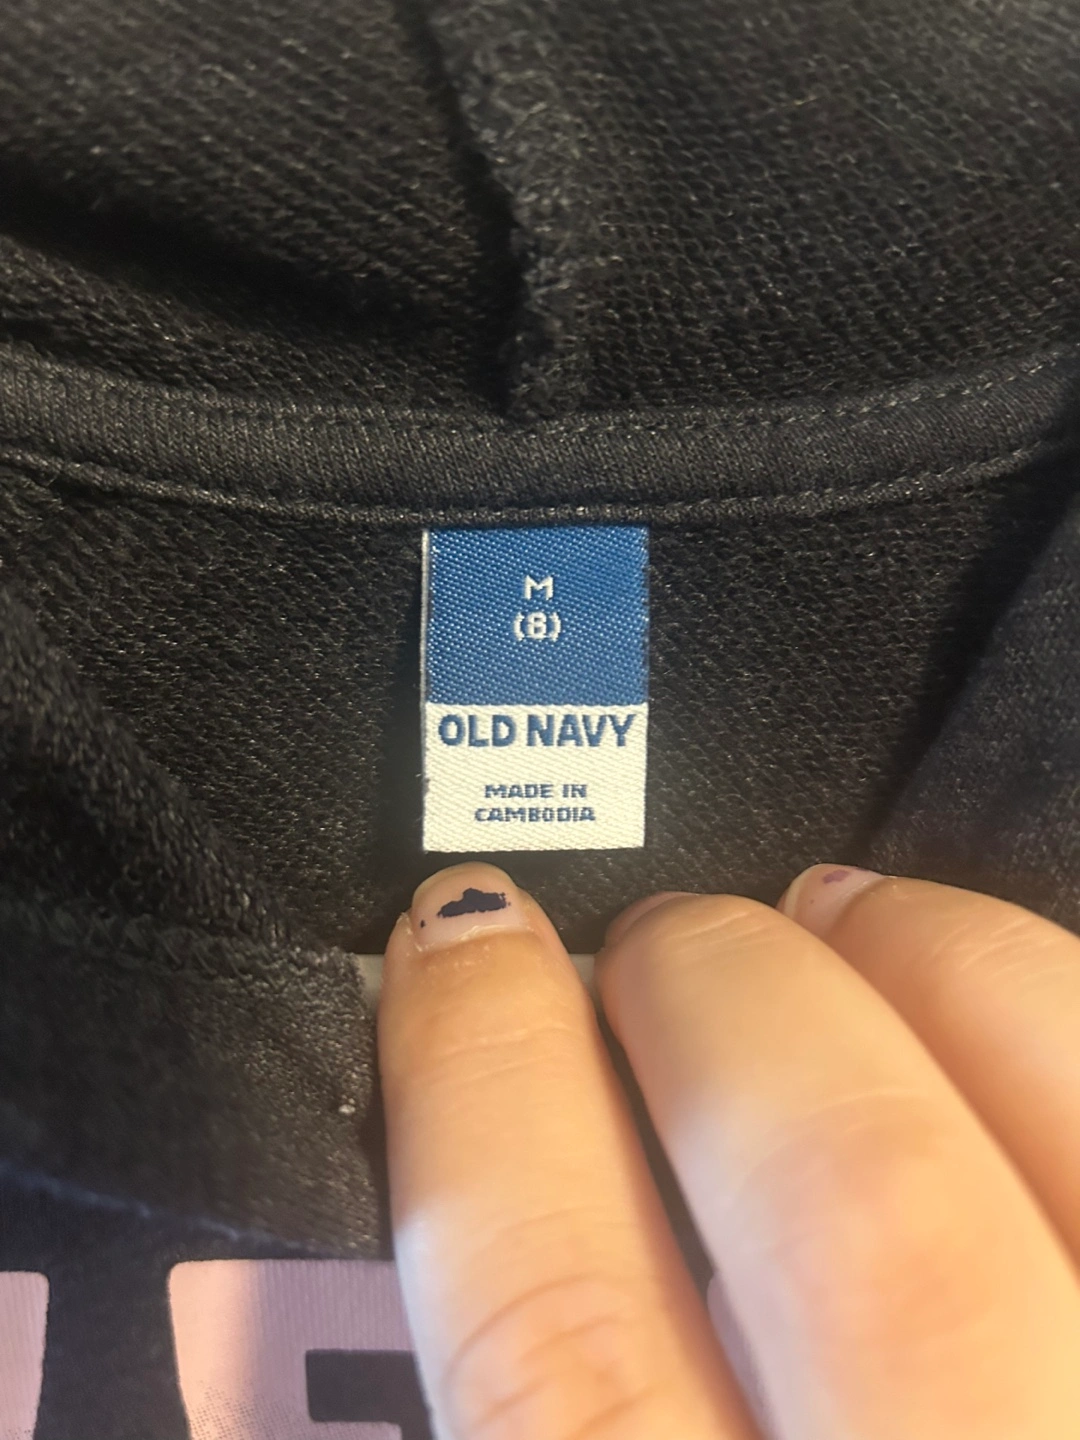 M
(8)
OLD NAVY
MADE IN
CAMBODIA